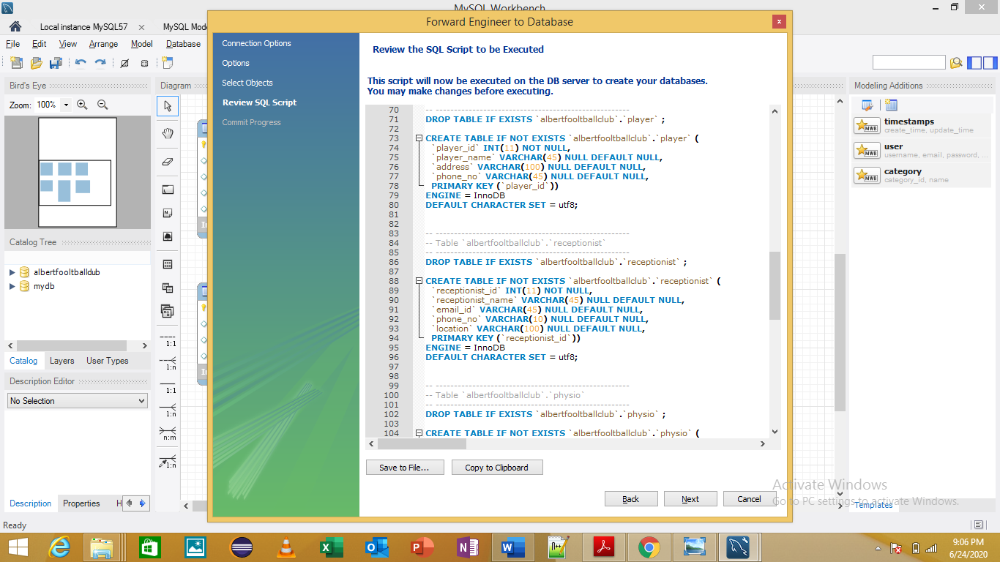 MySQL Workbench
Local instance MySQL57
MySQL Mod
File Edit View Arrange Model Database
Forward Engineer to Database
Bird's Eye
Zoom: 100%
Catalog Tree
albertfooltballdub
mydb
Catalog Layers User Types
Description Editor
No Selection
Description Properties H
Ready
Diagram
1:1
1:n
1:1
1:n
n:m
1:n
Connection Options
Options
Select Objects
Review SQL Script
Commit Progress
Review the SQL Script to be Executed
This script will now be executed on the DB server to create your databases.
You may make changes before executing.
70 -- -----------------------------------------------------
71 DROP TABLE IF EXISTS `albertfooltballclub`.`player` ;
72
73 CREATE TABLE IF NOT EXISTS `albertfooltballclub`.`player` (
74 `player_id` INT(11) NOT NULL,
75 `player_name` VARCHAR(45) NULL DEFAULT NULL,
76 `address` VARCHAR(100) NULL DEFAULT NULL,
77 `phone_no` VARCHAR(45) NULL DEFAULT NULL,
78 PRIMARY KEY (`player_id`))
79 ENGINE = InnoDB
80 DEFAULT CHARACTER SET = utf8;
81
82
83 -- -----------------------------------------------------
84 -- Table `albertfooltballclub`.`receptionist`
85 -- -----------------------------------------------------
86 DROP TABLE IF EXISTS `albertfooltballclub`.`receptionist` ;
87
88 CREATE TABLE IF NOT EXISTS `albertfooltballclub`.`receptionist` (
89 `receptionist_id` INT(11) NOT NULL,
90 `receptionist_name` VARCHAR(45) NULL DEFAULT NULL,
91 `email_id` VARCHAR(45) NULL DEFAULT NULL,
92 `phone_no` VARCHAR(10) NULL DEFAULT NULL,
93 `location` VARCHAR(100) NULL DEFAULT NULL,
94 PRIMARY KEY (`receptionist_id`))
95 ENGINE = InnoDB
96 DEFAULT CHARACTER SET = utf8;
97
98
99 -- -----------------------------------------------------
100 -- Table `albertfooltballclub`.`physio`
101 -- -----------------------------------------------------
102 DROP TABLE IF EXISTS `albertfooltballclub`.`physio` ;
103
104 CREATE TABLE IF NOT EXISTS `albertfooltballclub`.`physio` (
Save to File... Copy to Clipboard
Back Next Cancel
Modeling Additions
timestamps
create_time, update_time
user
username, email, password, ...
category
category_id, name
Templates
Activate Windows
Go to PC settings to activate Windows.
9:06 PM
6/24/2020